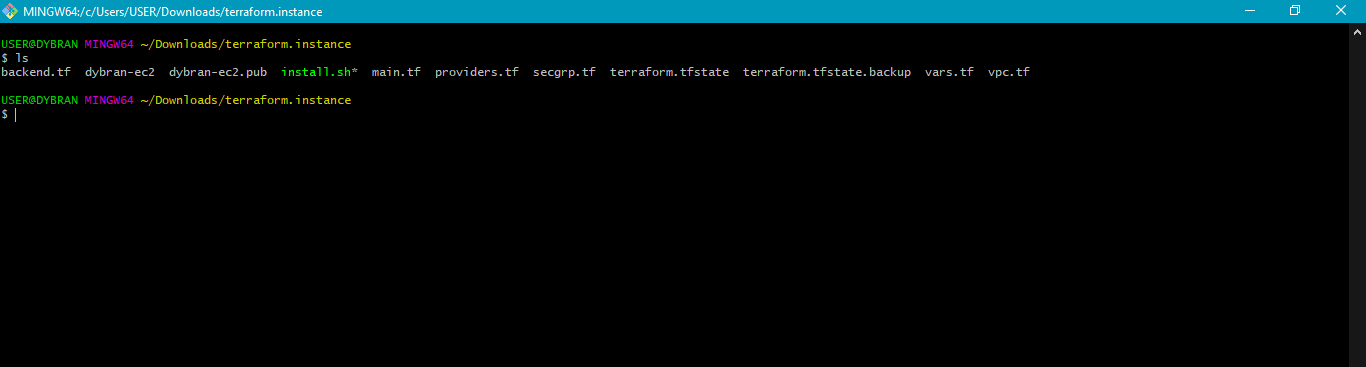 MINGW64:/c/Users/USER/Downloads/terraform.instance
USER@DYBRAN MINGW64 ~/Downloads/terraform.instance
$ ls
backend.tf  dybran-ec2  dybran-ec2.pub  install.sh*  main.tf  providers.tf  secgrp.tf  terraform.tfstate  terraform.tfstate.backup  vars.tf  vpc.tf
USER@DYBRAN MINGW64 ~/Downloads/terraform.instance
$